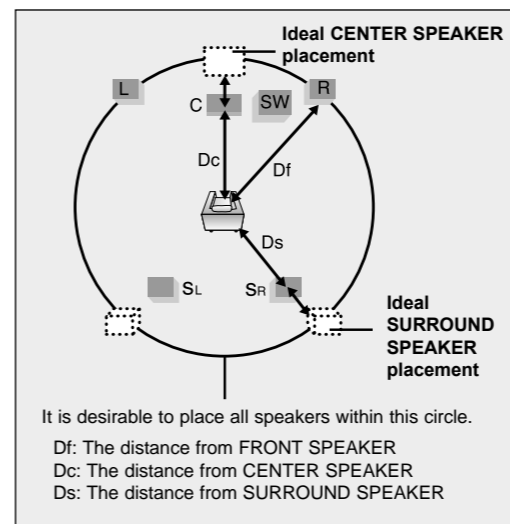 Ideal CENTER SPEAKER
placement
L
R
C
SW
Dc
Df
Ds
SL
SR
Ideal
SURROUND
SPEAKER
placement
It is desirable to place all speakers within this circle.
Df: The distance from FRONT SPEAKER
Dc: The distance from CENTER SPEAKER
Ds: The distance from SURROUND SPEAKER